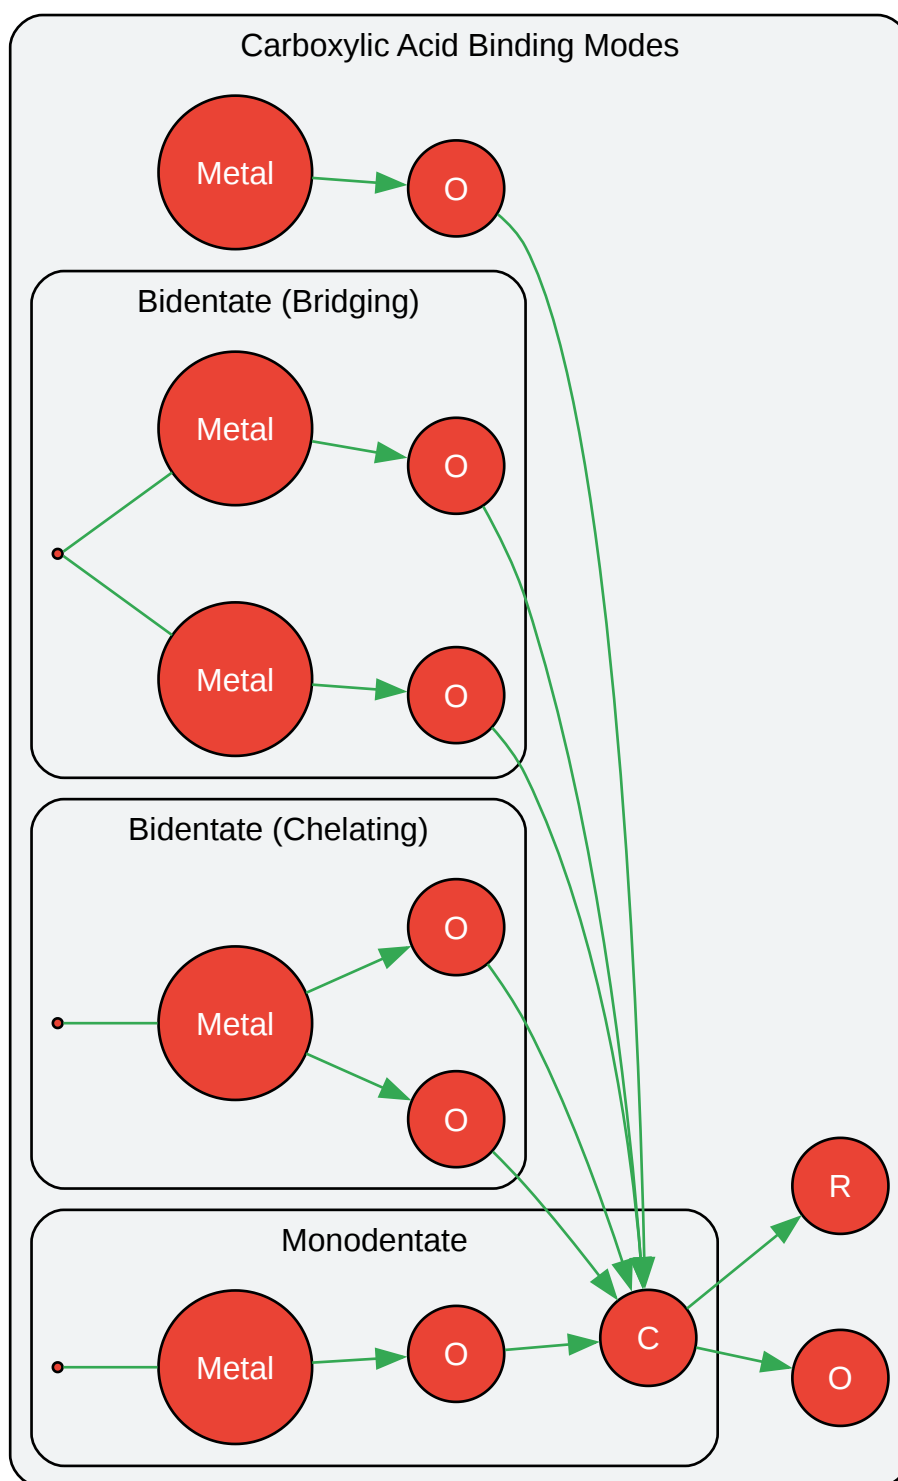 Carboxylic Acid Binding Modes
Metal
O
Bidentate (Bridging)
Metal
O
Metal
O
Bidentate (Chelating)
O
Metal
O
R
Monodentate
Metal
O
C
O